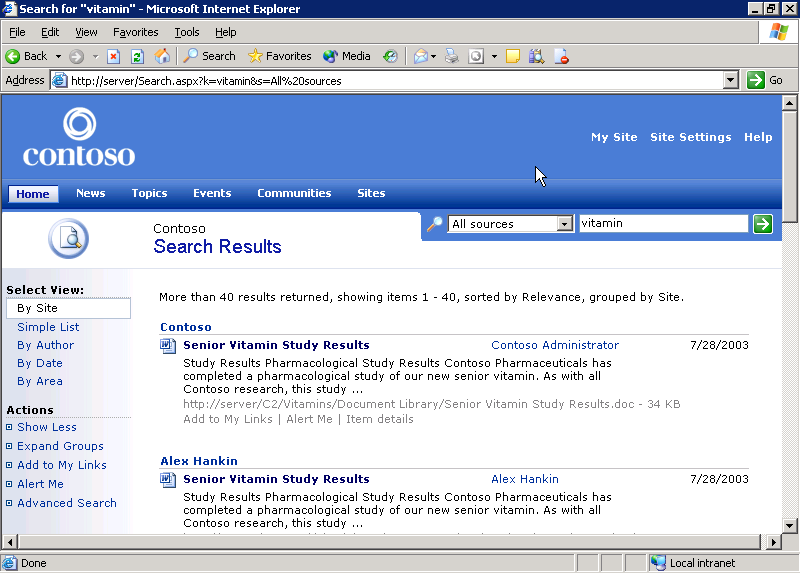 Search for "vitamin" - Microsoft Internet Explorer
File Edit View Favorites Tools Help
Back Search Favorites Media
Address http://server/Search.aspx?k=vitamin&s=All%20sources Go
contoso
My Site Site Settings Help
Home News Topics Events Communities Sites
All sources vitamin
Contoso
Search Results
Select View:
By Site
Simple List
By Author
By Date
By Area
Actions
Show Less
Expand Groups
Add to My Links
Alert Me
Advanced Search
More than 40 results returned, showing items 1 - 40, sorted by Relevance, grouped by Site.
Contoso
Senior Vitamin Study Results Contoso Administrator 7/28/2003
Study Results Pharmacological Study Results Contoso Pharmaceuticals has
completed a pharmacological study of our new senior vitamin. As with all
Contoso research, this study ...
http://server/C2/Vitamins/Document Library/Senior Vitamin Study Results.doc - 34 KB
Add to My Links | Alert Me | Item details
Alex Hankin
Senior Vitamin Study Results Alex Hankin 7/28/2003
Study Results Pharmacological Study Results Contoso Pharmaceuticals has
completed a pharmacological study of our new senior vitamin. As with all
Contoso research, this study ...
Done Local intranet